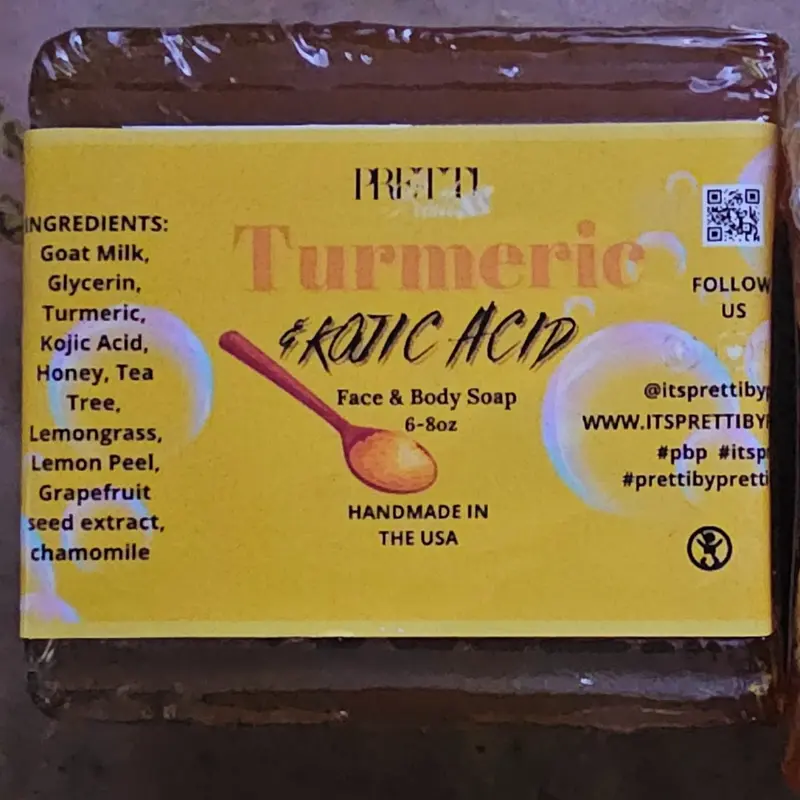 INGREDIENTS:
Goat Milk,
Glycerin,
Turmeric,
Kojic Acid,
Honey, Tea
Tree,
Lemongrass,
Lemon Peel,
Grapefruit
seed extract,
chamomile
PRETTI
Turmeric
& KOJIC ACID
Face & Body Soap
6-8oz
HANDMADE IN
THE USA
FOLLOW
US
@itsprettibyp
WWW.ITSPRETTIBY
#pbp #itsp
#prettibypretti